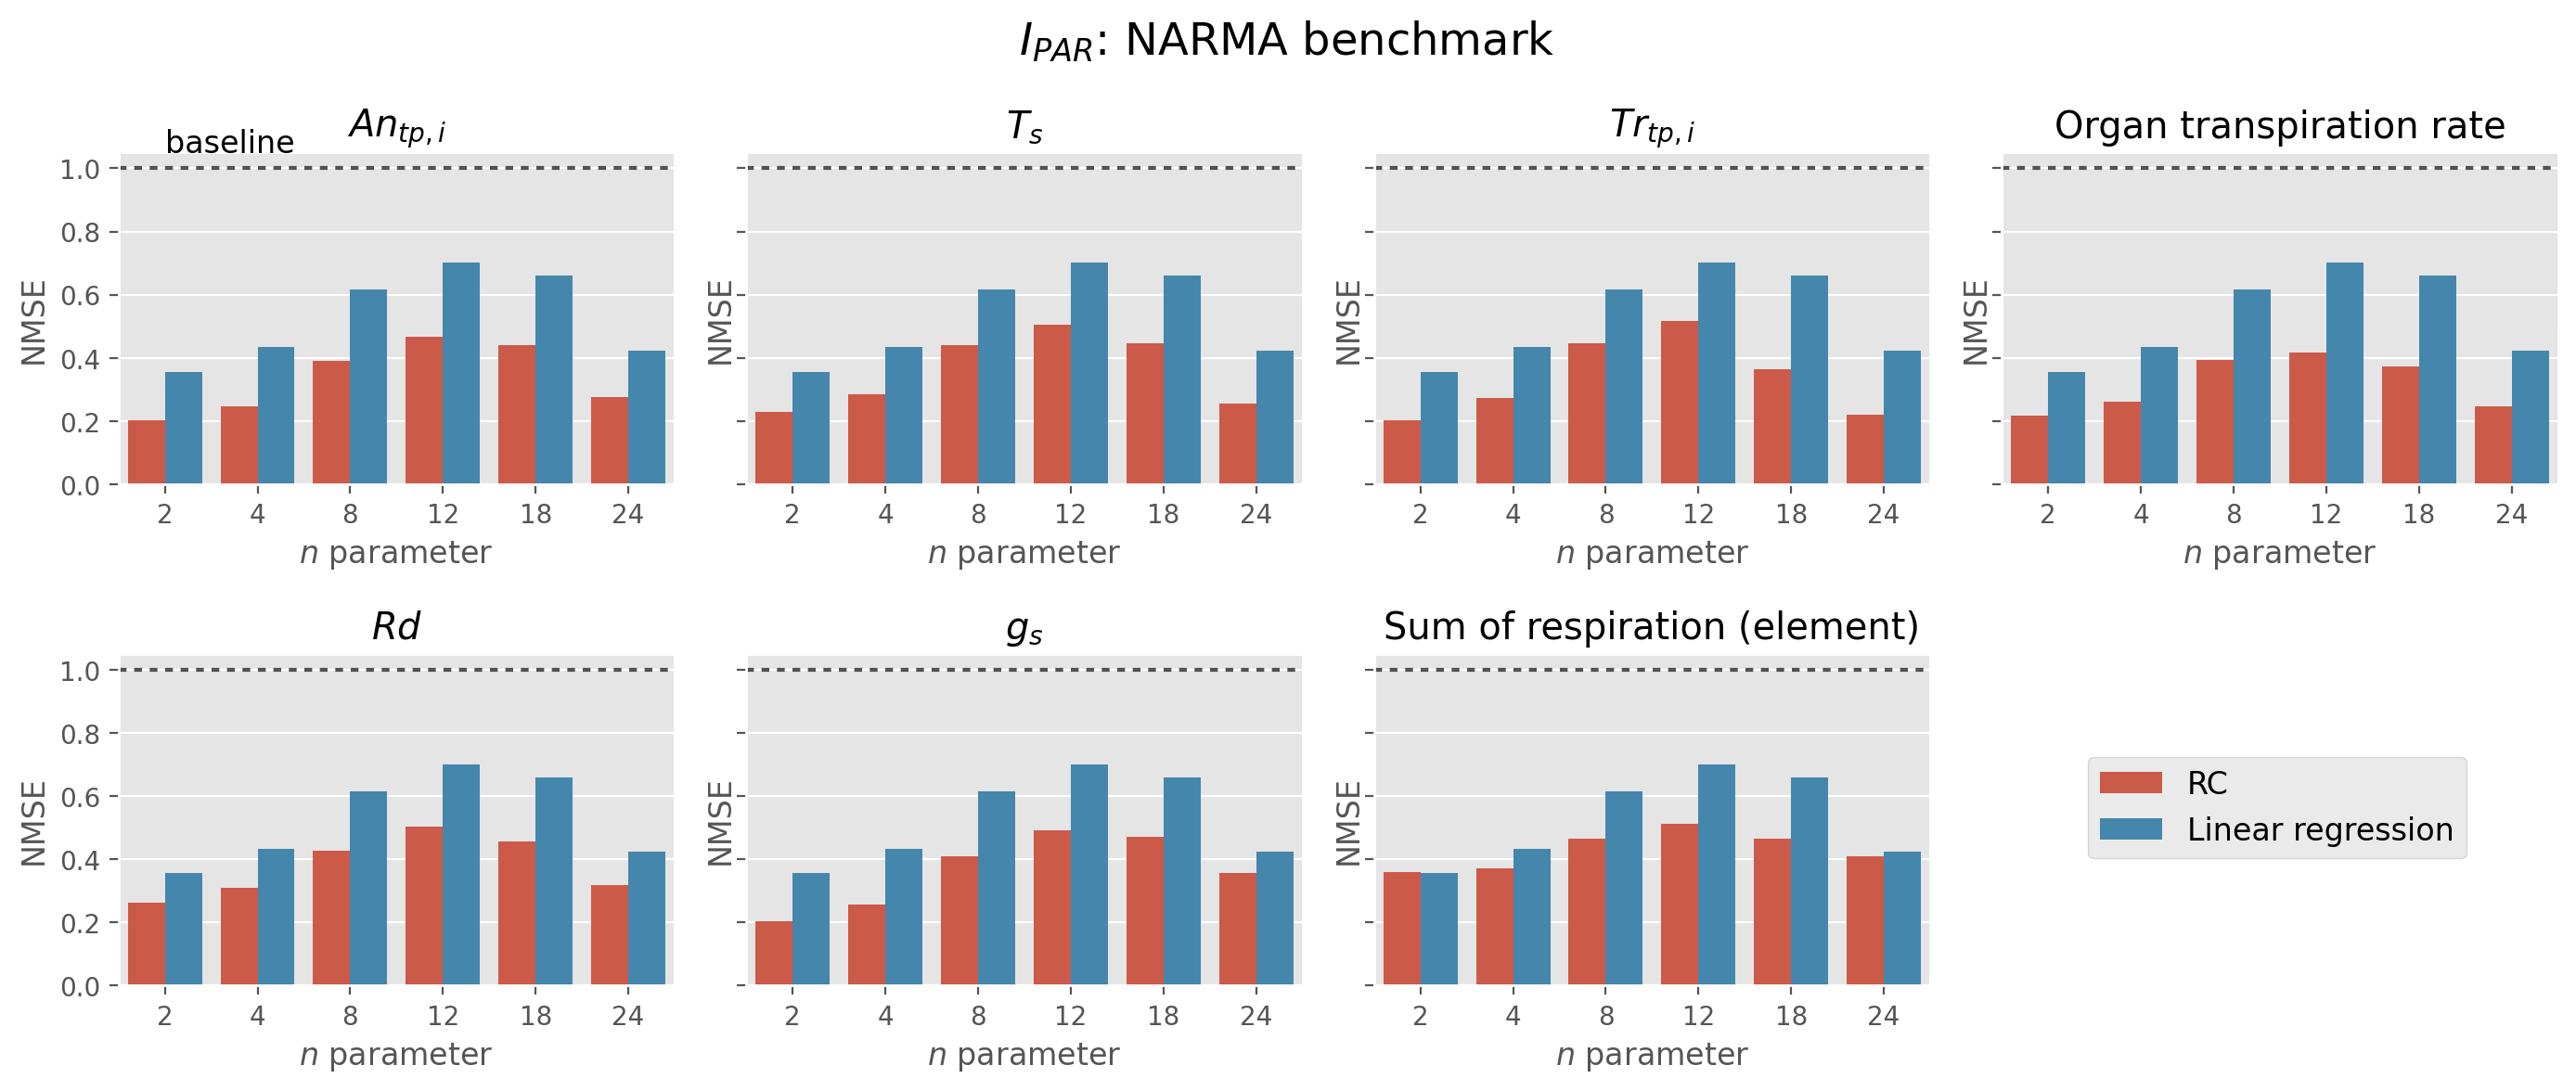 I_PAR: NARMA benchmark
An_tp,i
baseline
1.0
0.8
0.6
0.4
0.2
0.0
NMSE
2 4 8 12 18 24
n parameter
T_s
NMSE
2 4 8 12 18 24
n parameter
Tr_tp,i
NMSE
2 4 8 12 18 24
n parameter
Organ transpiration rate
NMSE
2 4 8 12 18 24
n parameter
Rd
1.0
0.8
0.6
0.4
0.2
0.0
NMSE
2 4 8 12 18 24
n parameter
g_s
NMSE
2 4 8 12 18 24
n parameter
Sum of respiration (element)
NMSE
2 4 8 12 18 24
n parameter
RC
Linear regression